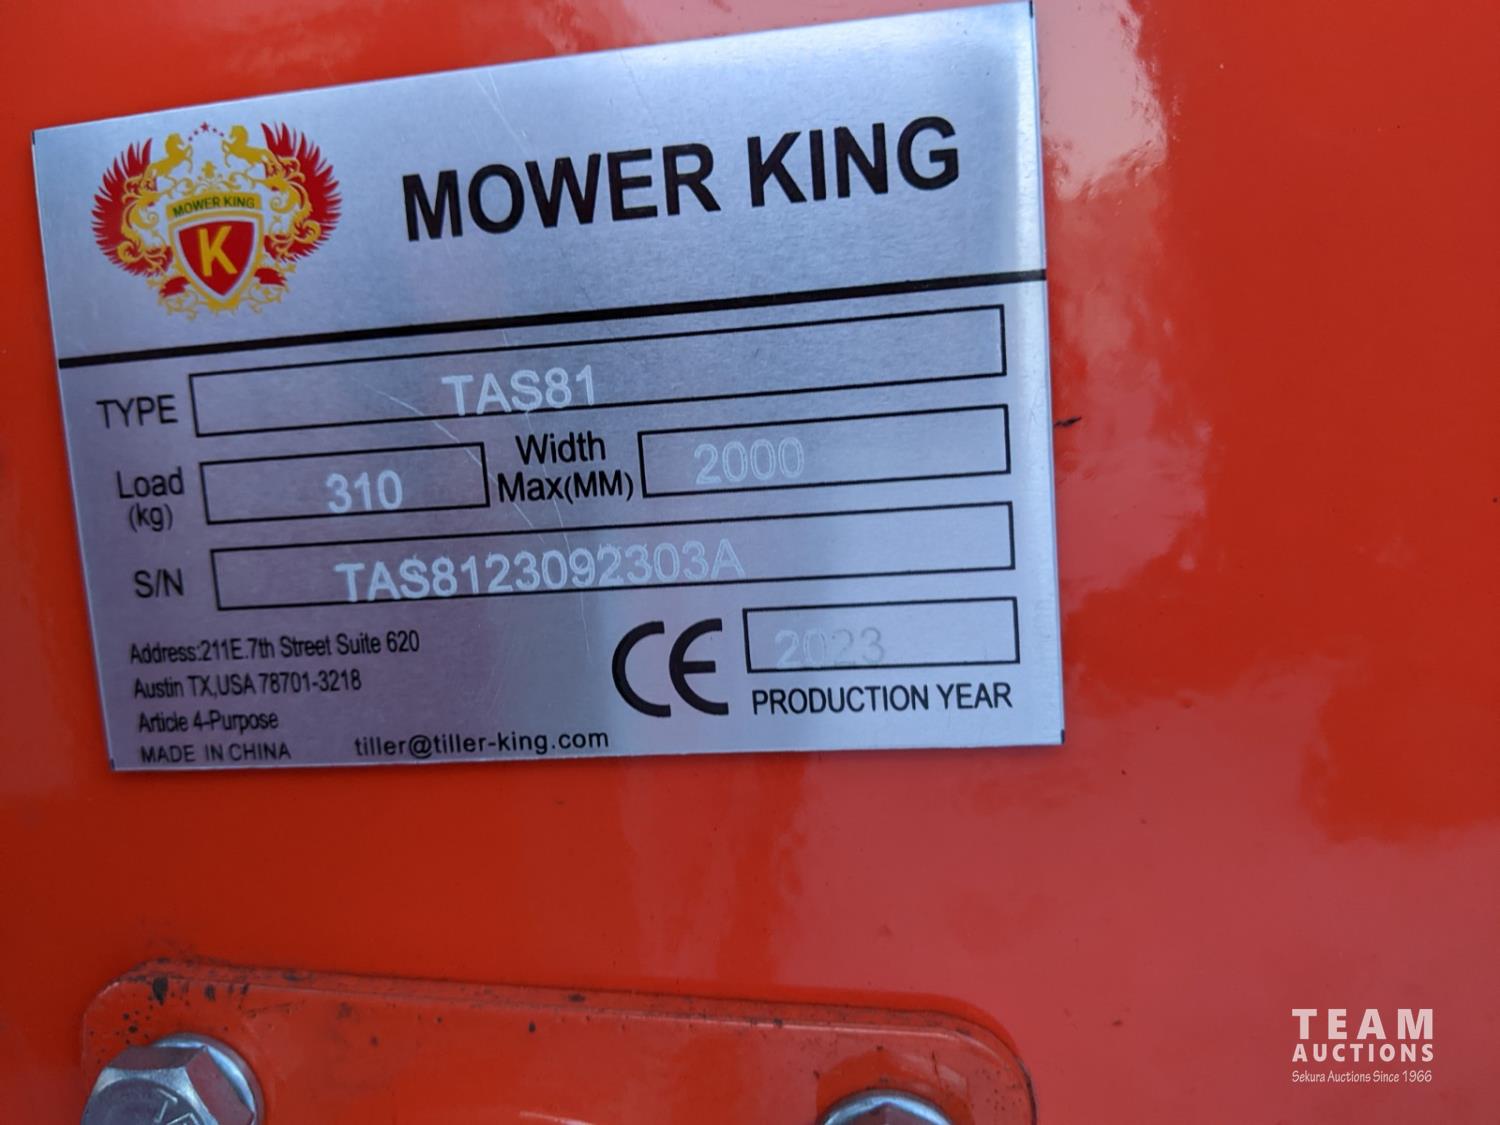 MOWER KING
K
MOWER KING
TYPE TAS81
Load (kg) 310 Width Max(MM) 2000
S/N TAS8123092303A
Address:211E.7th Street Suite 620
Austin TX,USA 78701-3218
Article 4-Purpose
MADE IN CHINA
tiller@tiller-king.com
CE
2023
PRODUCTION YEAR
TEAM
AUCTIONS
Sekura Auctions Since 1966